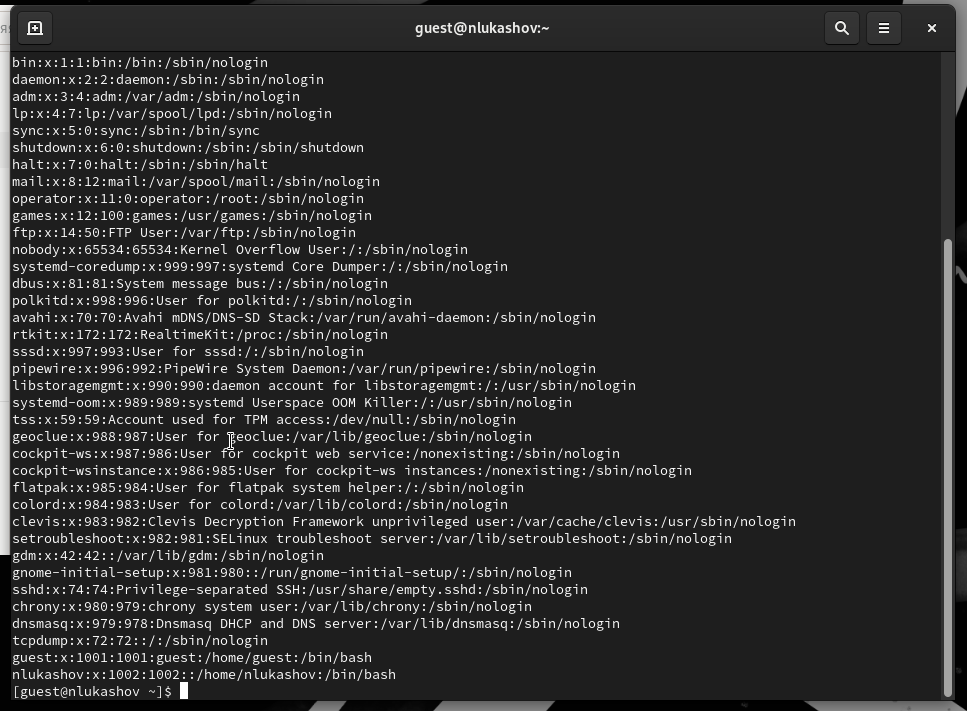 guest@nlukashov:~
bin:x:1:1:bin:/bin:/sbin/nologin
daemon:x:2:2:daemon:/sbin:/sbin/nologin
adm:x:3:4:adm:/var/adm:/sbin/nologin
lp:x:4:7:lp:/var/spool/lpd:/sbin/nologin
sync:x:5:0:sync:/sbin:/bin/sync
shutdown:x:6:0:shutdown:/sbin:/sbin/shutdown
halt:x:7:0:halt:/sbin:/sbin/halt
mail:x:8:12:mail:/var/spool/mail:/sbin/nologin
operator:x:11:0:operator:/root:/sbin/nologin
games:x:12:100:games:/usr/games:/sbin/nologin
ftp:x:14:50:FTP User:/var/ftp:/sbin/nologin
nobody:x:65534:65534:Kernel Overflow User:/:/sbin/nologin
systemd-coredump:x:999:997:systemd Core Dumper:/:/sbin/nologin
dbus:x:81:81:System message bus:/:/sbin/nologin
polkitd:x:998:996:User for polkitd:/:/sbin/nologin
avahi:x:70:70:Avahi mDNS/DNS-SD Stack:/var/run/avahi-daemon:/sbin/nologin
rtkit:x:172:172:RealtimeKit:/proc:/sbin/nologin
sssd:x:997:993:User for sssd:/:/sbin/nologin
pipewire:x:996:992:PipeWire System Daemon:/var/run/pipewire:/sbin/nologin
libstoragemgmt:x:990:990:daemon account for libstoragemgmt:/:/usr/sbin/nologin
systemd-oom:x:989:989:systemd Userspace OOM Killer:/:/usr/sbin/nologin
tss:x:59:59:Account used for TPM access:/dev/null:/sbin/nologin
geoclue:x:988:987:User for geoclue:/var/lib/geoclue:/sbin/nologin
cockpit-ws:x:987:986:User for cockpit web service:/nonexisting:/sbin/nologin
cockpit-wsinstance:x:986:985:User for cockpit-ws instances:/nonexisting:/sbin/nologin
flatpak:x:985:984:User for flatpak system helper:/:/sbin/nologin
colord:x:984:983:User for colord:/var/lib/colord:/sbin/nologin
clevis:x:983:982:Clevis Decryption Framework unprivileged user:/var/cache/clevis:/usr/sbin/nologin
setroubleshoot:x:982:981:SELinux troubleshoot server:/var/lib/setroubleshoot:/sbin/nologin
gdm:x:42:42::/var/lib/gdm:/sbin/nologin
gnome-initial-setup:x:981:980::/run/gnome-initial-setup/:/sbin/nologin
sshd:x:74:74:Privilege-separated SSH:/usr/share/empty.sshd:/sbin/nologin
chrony:x:980:979:chrony system user:/var/lib/chrony:/sbin/nologin
dnsmasq:x:979:978:Dnsmasq DHCP and DNS server:/var/lib/dnsmasq:/sbin/nologin
tcpdump:x:72:72::/:/sbin/nologin
guest:x:1001:1001:guest:/home/guest:/bin/bash
nlukashov:x:1002:1002::/home/nlukashov:/bin/bash
[guest@nlukashov ~]$